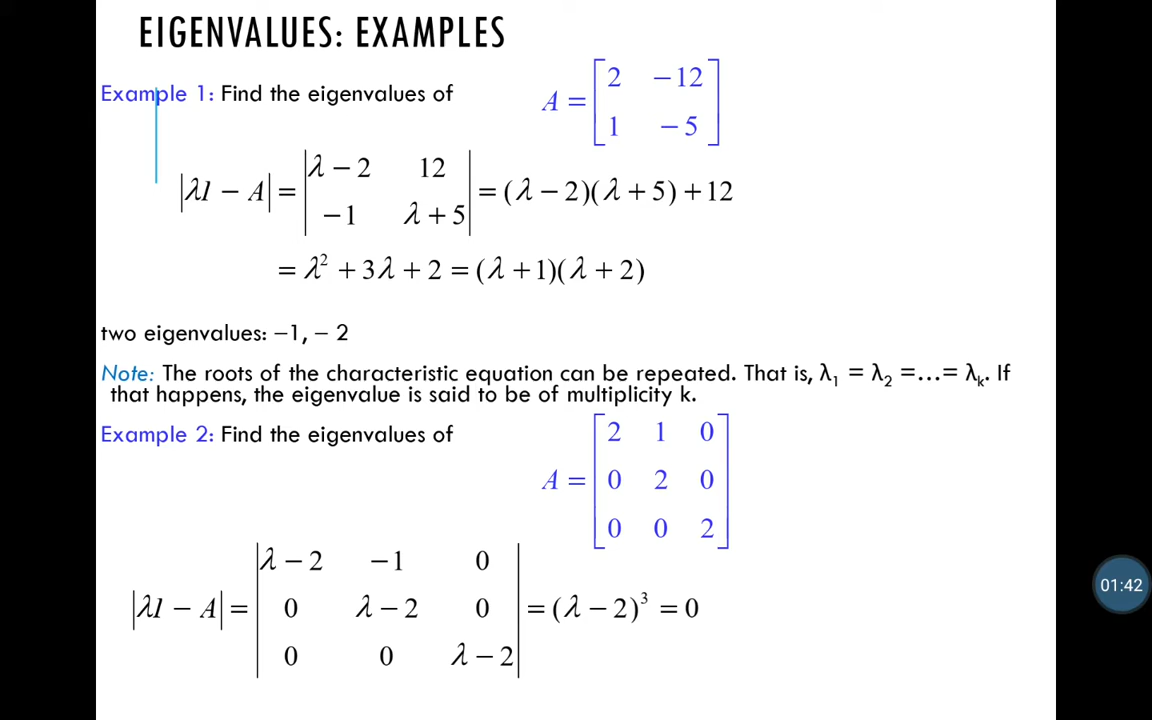 EIGENVALUES: EXAMPLES
Example 1: Find the eigenvalues of
A = [2 −12
1 −5]
|λI − A| = |λ − 2 12
−1 λ + 5| = (λ − 2)(λ + 5) + 12
= λ² + 3λ + 2 = (λ + 1)(λ + 2)
two eigenvalues: −1, − 2
Note: The roots of the characteristic equation can be repeated. That is, λ₁ = λ₂ =…= λₖ. If
that happens, the eigenvalue is said to be of multiplicity k.
Example 2: Find the eigenvalues of
A = [2 1 0
0 2 0
0 0 2]
|λI − A| = |λ − 2 −1 0
0 λ − 2 0
0 0 λ − 2| = (λ − 2)³ = 0
01:42